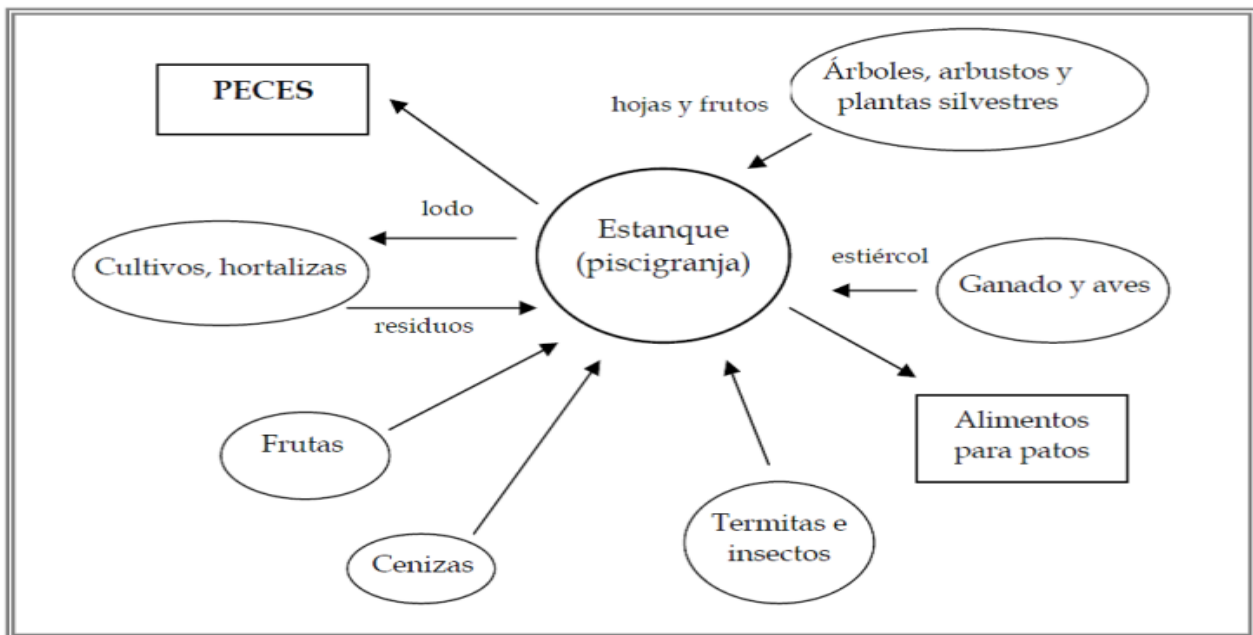 PECES
Árboles, arbustos y
plantas silvestres
hojas y frutos
lodo
Estanque
(piscigranja)
Cultivos, hortalizas
estiércol
Ganado y aves
residuos
Frutas
Alimentos
para patos
Termitas e
insectos
Cenizas